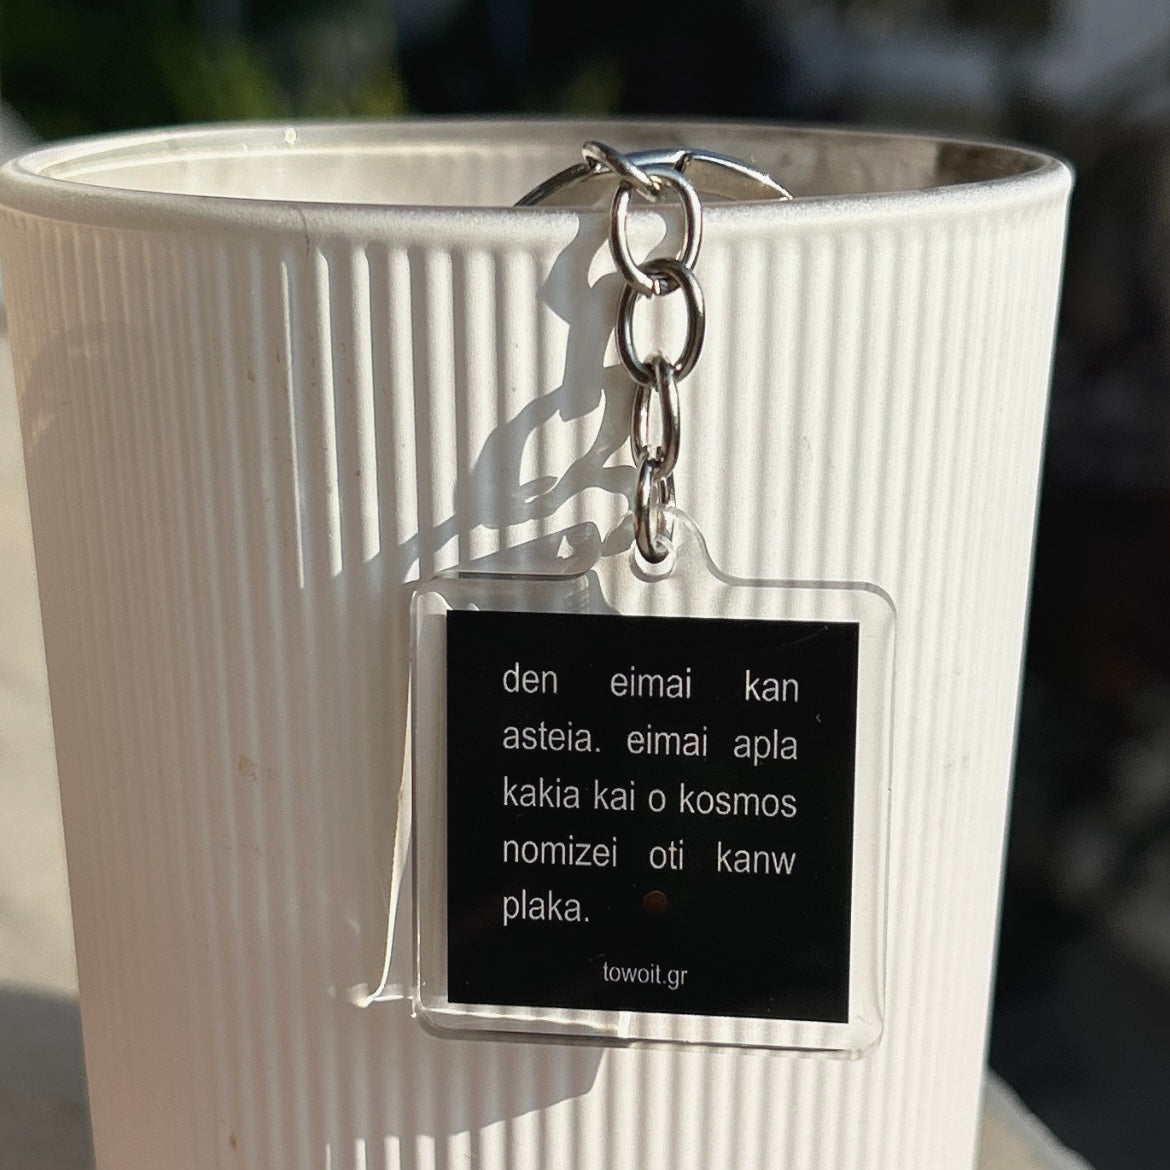 den eimai kan
asteia. eimai apla
kakia kai o kosmos
nomizei oti kanw
plaka.
towoit.gr